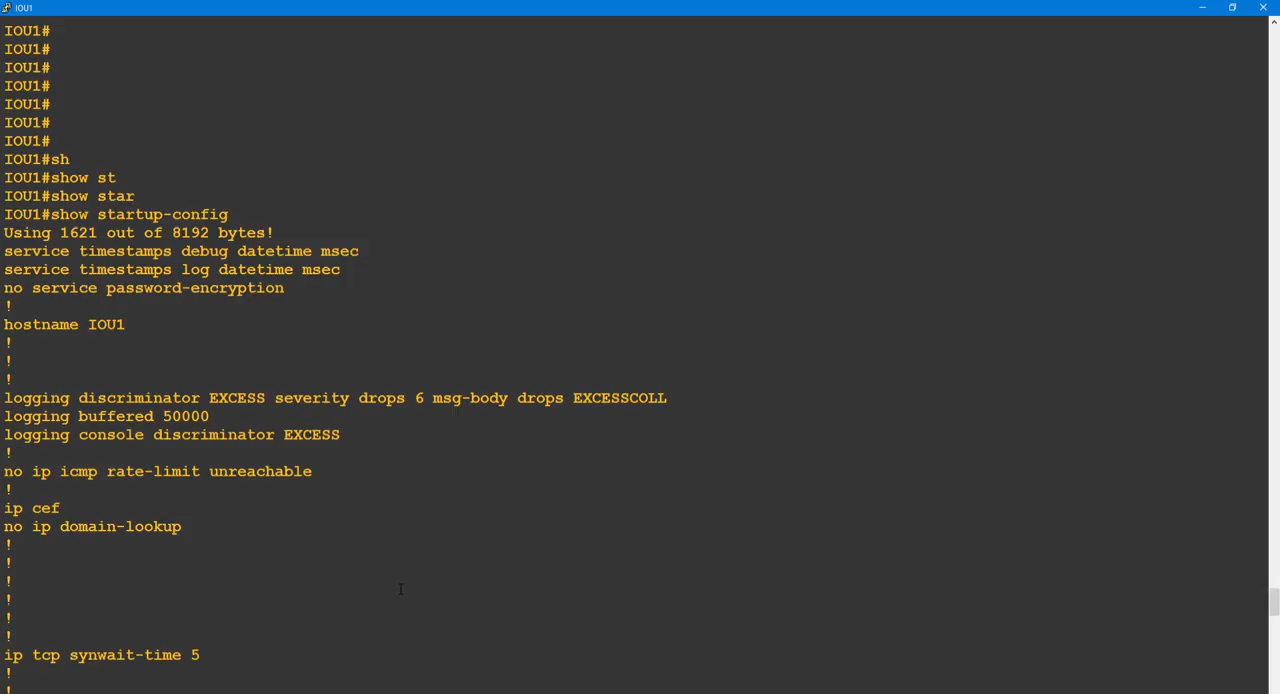 IOU1
IOU1#
IOU1#
IOU1#
IOU1#
IOU1#
IOU1#
IOU1#
IOU1#sh
IOU1#show st
IOU1#show star
IOU1#show startup-config
Using 1621 out of 8192 bytes!
service timestamps debug datetime msec
service timestamps log datetime msec
no service password-encryption
!
hostname IOU1
!
!
!
logging discriminator EXCESS severity drops 6 msg-body drops EXCESSCOLL
logging buffered 50000
logging console discriminator EXCESS
!
no ip icmp rate-limit unreachable
!
ip cef
no ip domain-lookup
!
!
!
!
!
!
ip tcp synwait-time 5
!
!